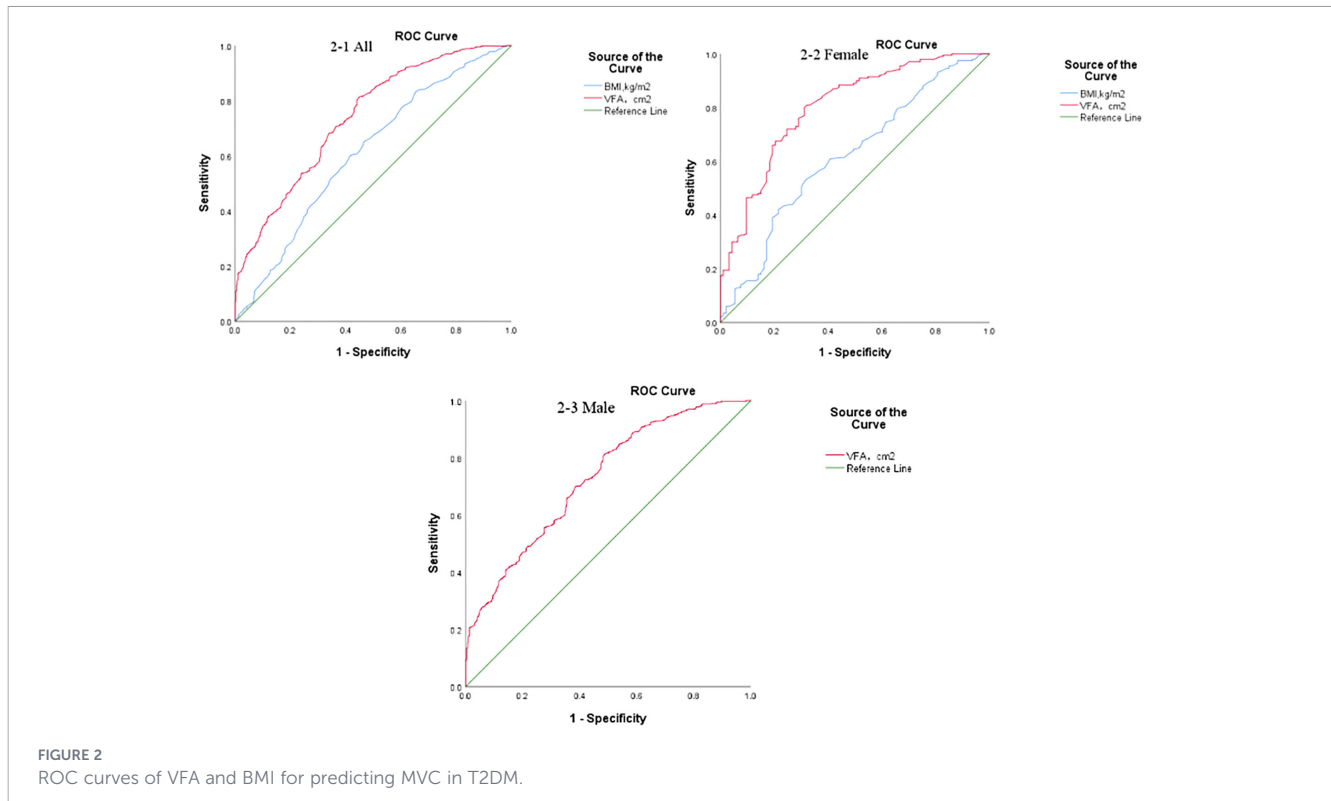 ROC Curve
2-1 All
Source of the
Curve
BMI,kg/m2
VFA，cm2
Reference Line
Sensitivity
1.0
0.8
0.6
0.4
0.2
0.0
0.0 0.2 0.4 0.6 0.8 1.0
1 - Specificity
ROC Curve
2-2 Female
Source of the
Curve
BMI,kg/m2
VFA，cm2
Reference Line
Sensitivity
1.0
0.8
0.6
0.4
0.2
0.0
0.0 0.2 0.4 0.6 0.8 1.0
1 - Specificity
ROC Curve
2-3 Male
Source of the
Curve
VFA，cm2
Reference Line
Sensitivity
1.0
0.8
0.6
0.4
0.2
0.0
0.0 0.2 0.4 0.6 0.8 1.0
1 - Specificity
FIGURE 2
ROC curves of VFA and BMI for predicting MVC in T2DM.